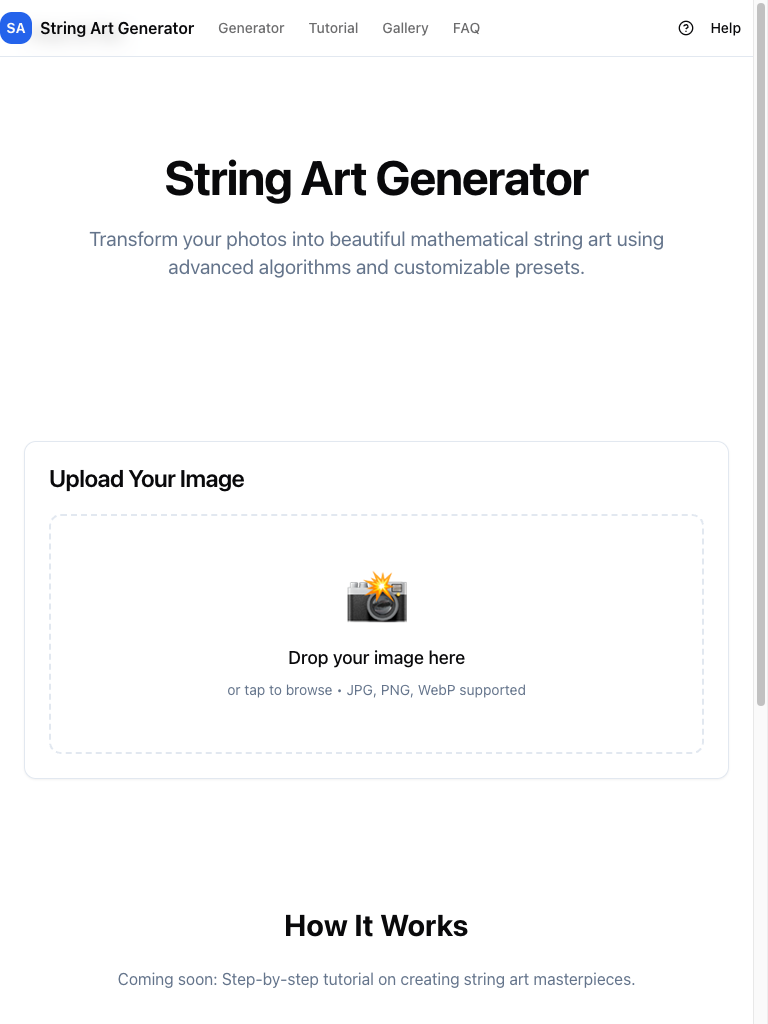 SA String Art Generator Generator Tutorial Gallery FAQ Help
String Art Generator
Transform your photos into beautiful mathematical string art using
advanced algorithms and customizable presets.
Upload Your Image
Drop your image here
or tap to browse • JPG, PNG, WebP supported
How It Works
Coming soon: Step-by-step tutorial on creating string art masterpieces.